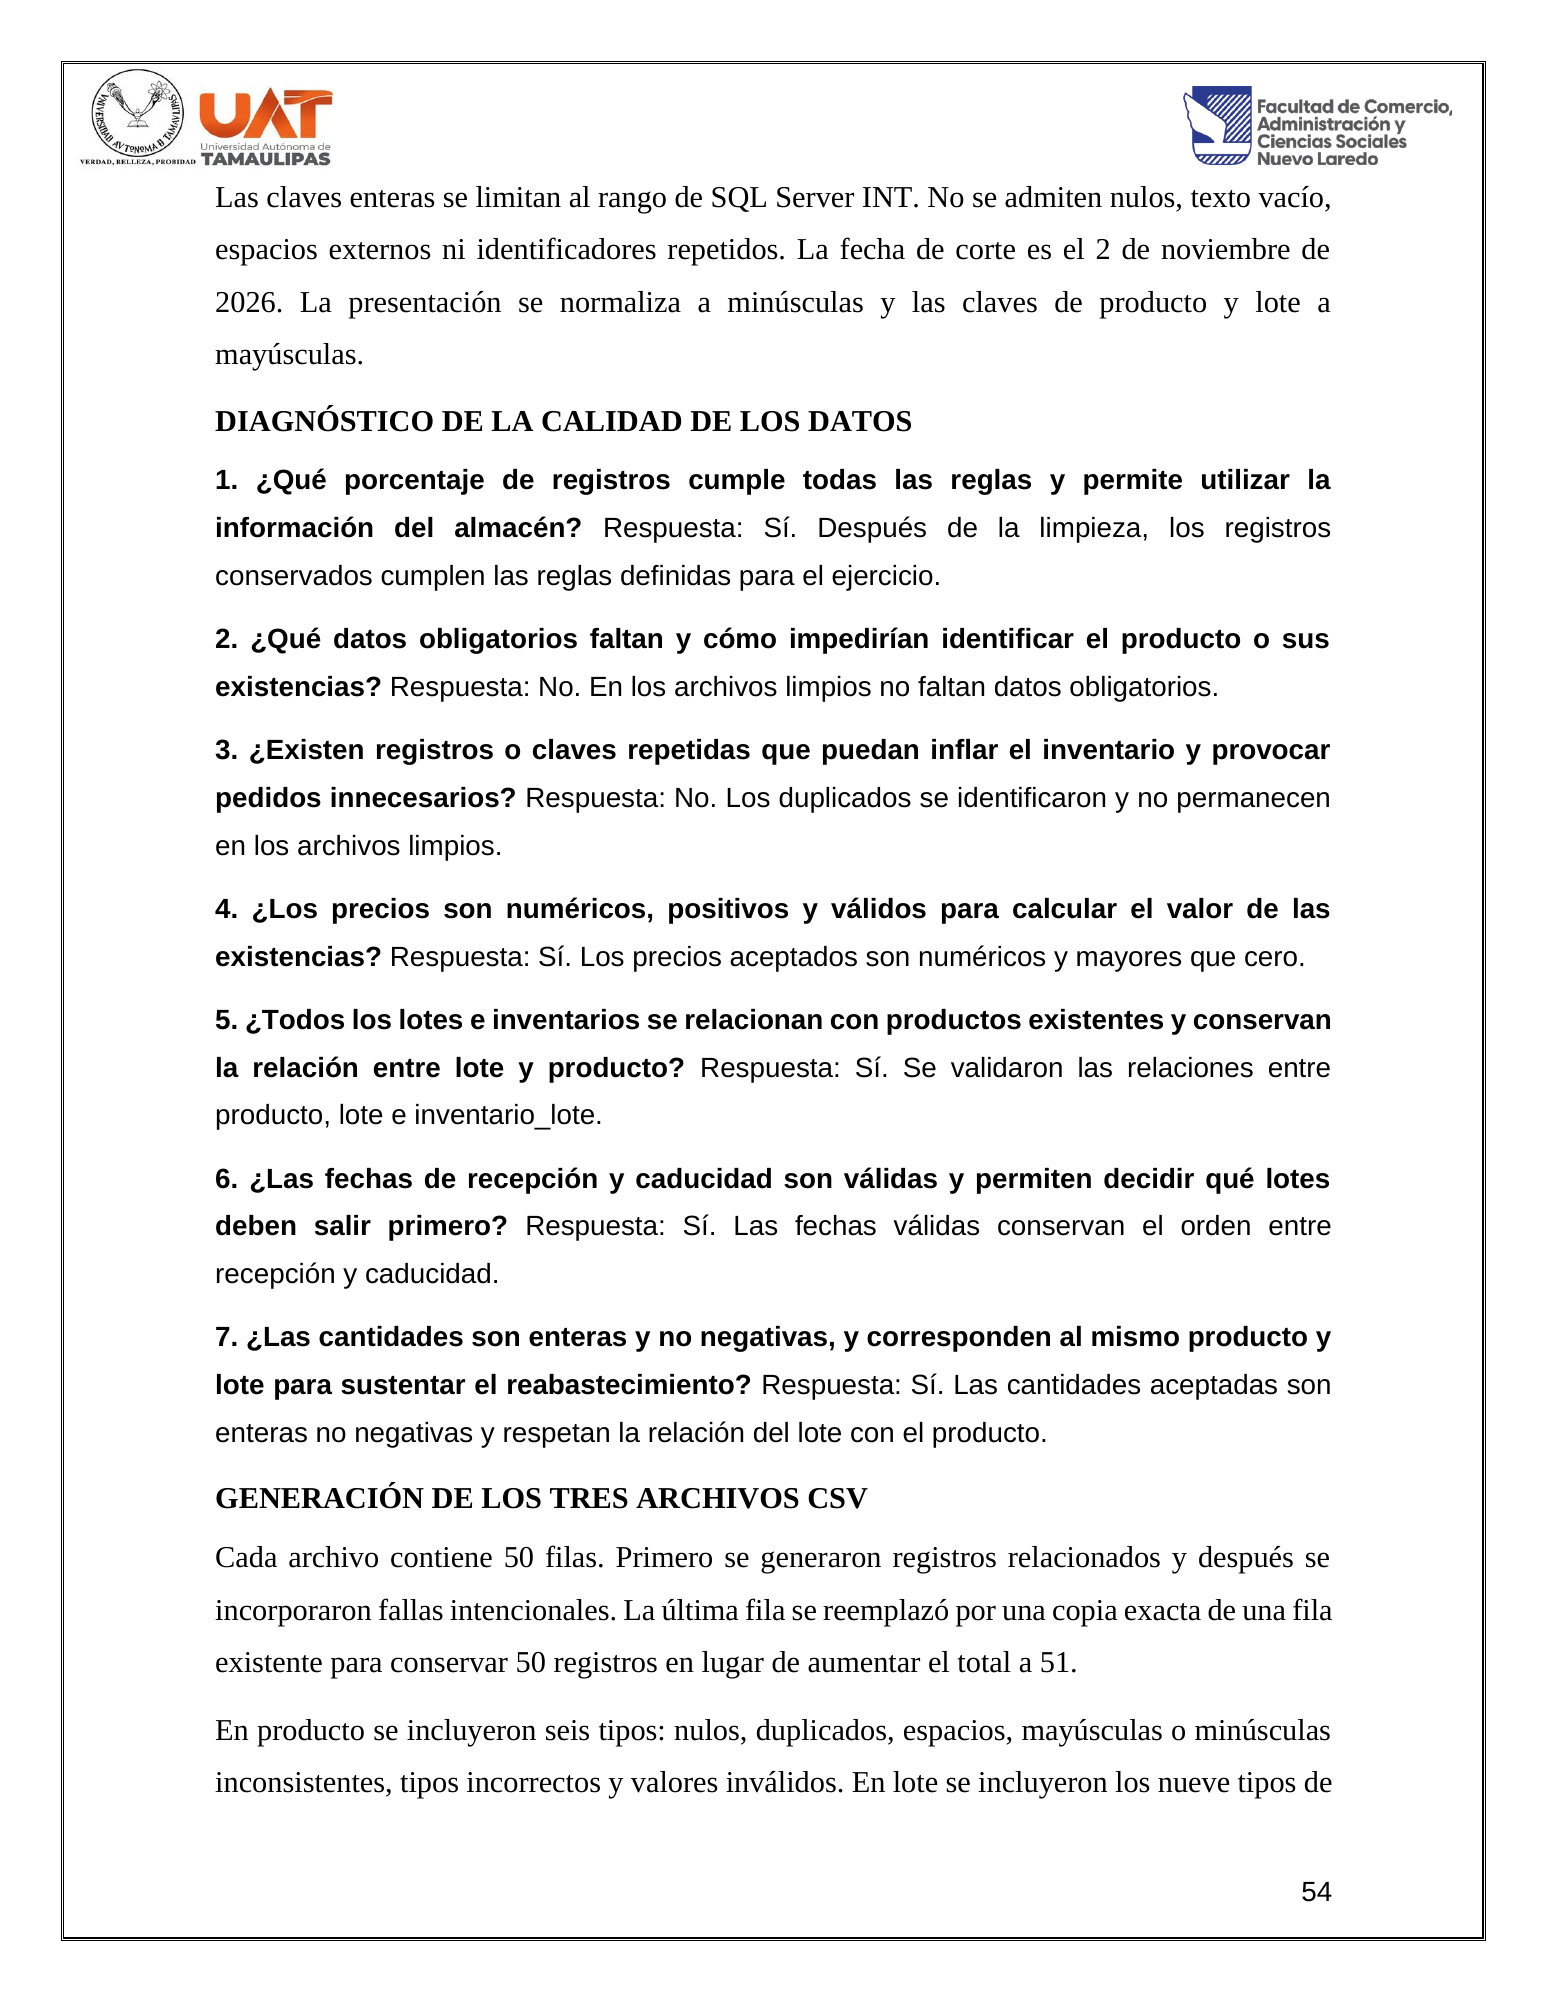 UNIVERSIDAD AVTONOMA D TAMAVLIPAS
VERDAD, BELLEZA, PROBIDAD
UAT
Universidad Autónoma de
TAMAULIPAS
Facultad de Comercio,
Administración y
Ciencias Sociales
Nuevo Laredo
Las claves enteras se limitan al rango de SQL Server INT. No se admiten nulos, texto vacío,
espacios externos ni identificadores repetidos. La fecha de corte es el 2 de noviembre de
2026. La presentación se normaliza a minúsculas y las claves de producto y lote a
mayúsculas.
DIAGNÓSTICO DE LA CALIDAD DE LOS DATOS
1. ¿Qué porcentaje de registros cumple todas las reglas y permite utilizar la
información del almacén? Respuesta: Sí. Después de la limpieza, los registros
conservados cumplen las reglas definidas para el ejercicio.
2. ¿Qué datos obligatorios faltan y cómo impedirían identificar el producto o sus
existencias? Respuesta: No. En los archivos limpios no faltan datos obligatorios.
3. ¿Existen registros o claves repetidas que puedan inflar el inventario y provocar
pedidos innecesarios? Respuesta: No. Los duplicados se identificaron y no permanecen
en los archivos limpios.
4. ¿Los precios son numéricos, positivos y válidos para calcular el valor de las
existencias? Respuesta: Sí. Los precios aceptados son numéricos y mayores que cero.
5. ¿Todos los lotes e inventarios se relacionan con productos existentes y conservan
la relación entre lote y producto? Respuesta: Sí. Se validaron las relaciones entre
producto, lote e inventario_lote.
6. ¿Las fechas de recepción y caducidad son válidas y permiten decidir qué lotes
deben salir primero? Respuesta: Sí. Las fechas válidas conservan el orden entre
recepción y caducidad.
7. ¿Las cantidades son enteras y no negativas, y corresponden al mismo producto y
lote para sustentar el reabastecimiento? Respuesta: Sí. Las cantidades aceptadas son
enteras no negativas y respetan la relación del lote con el producto.
GENERACIÓN DE LOS TRES ARCHIVOS CSV
Cada archivo contiene 50 filas. Primero se generaron registros relacionados y después se
incorporaron fallas intencionales. La última fila se reemplazó por una copia exacta de una fila
existente para conservar 50 registros en lugar de aumentar el total a 51.
En producto se incluyeron seis tipos: nulos, duplicados, espacios, mayúsculas o minúsculas
inconsistentes, tipos incorrectos y valores inválidos. En lote se incluyeron los nueve tipos de
54